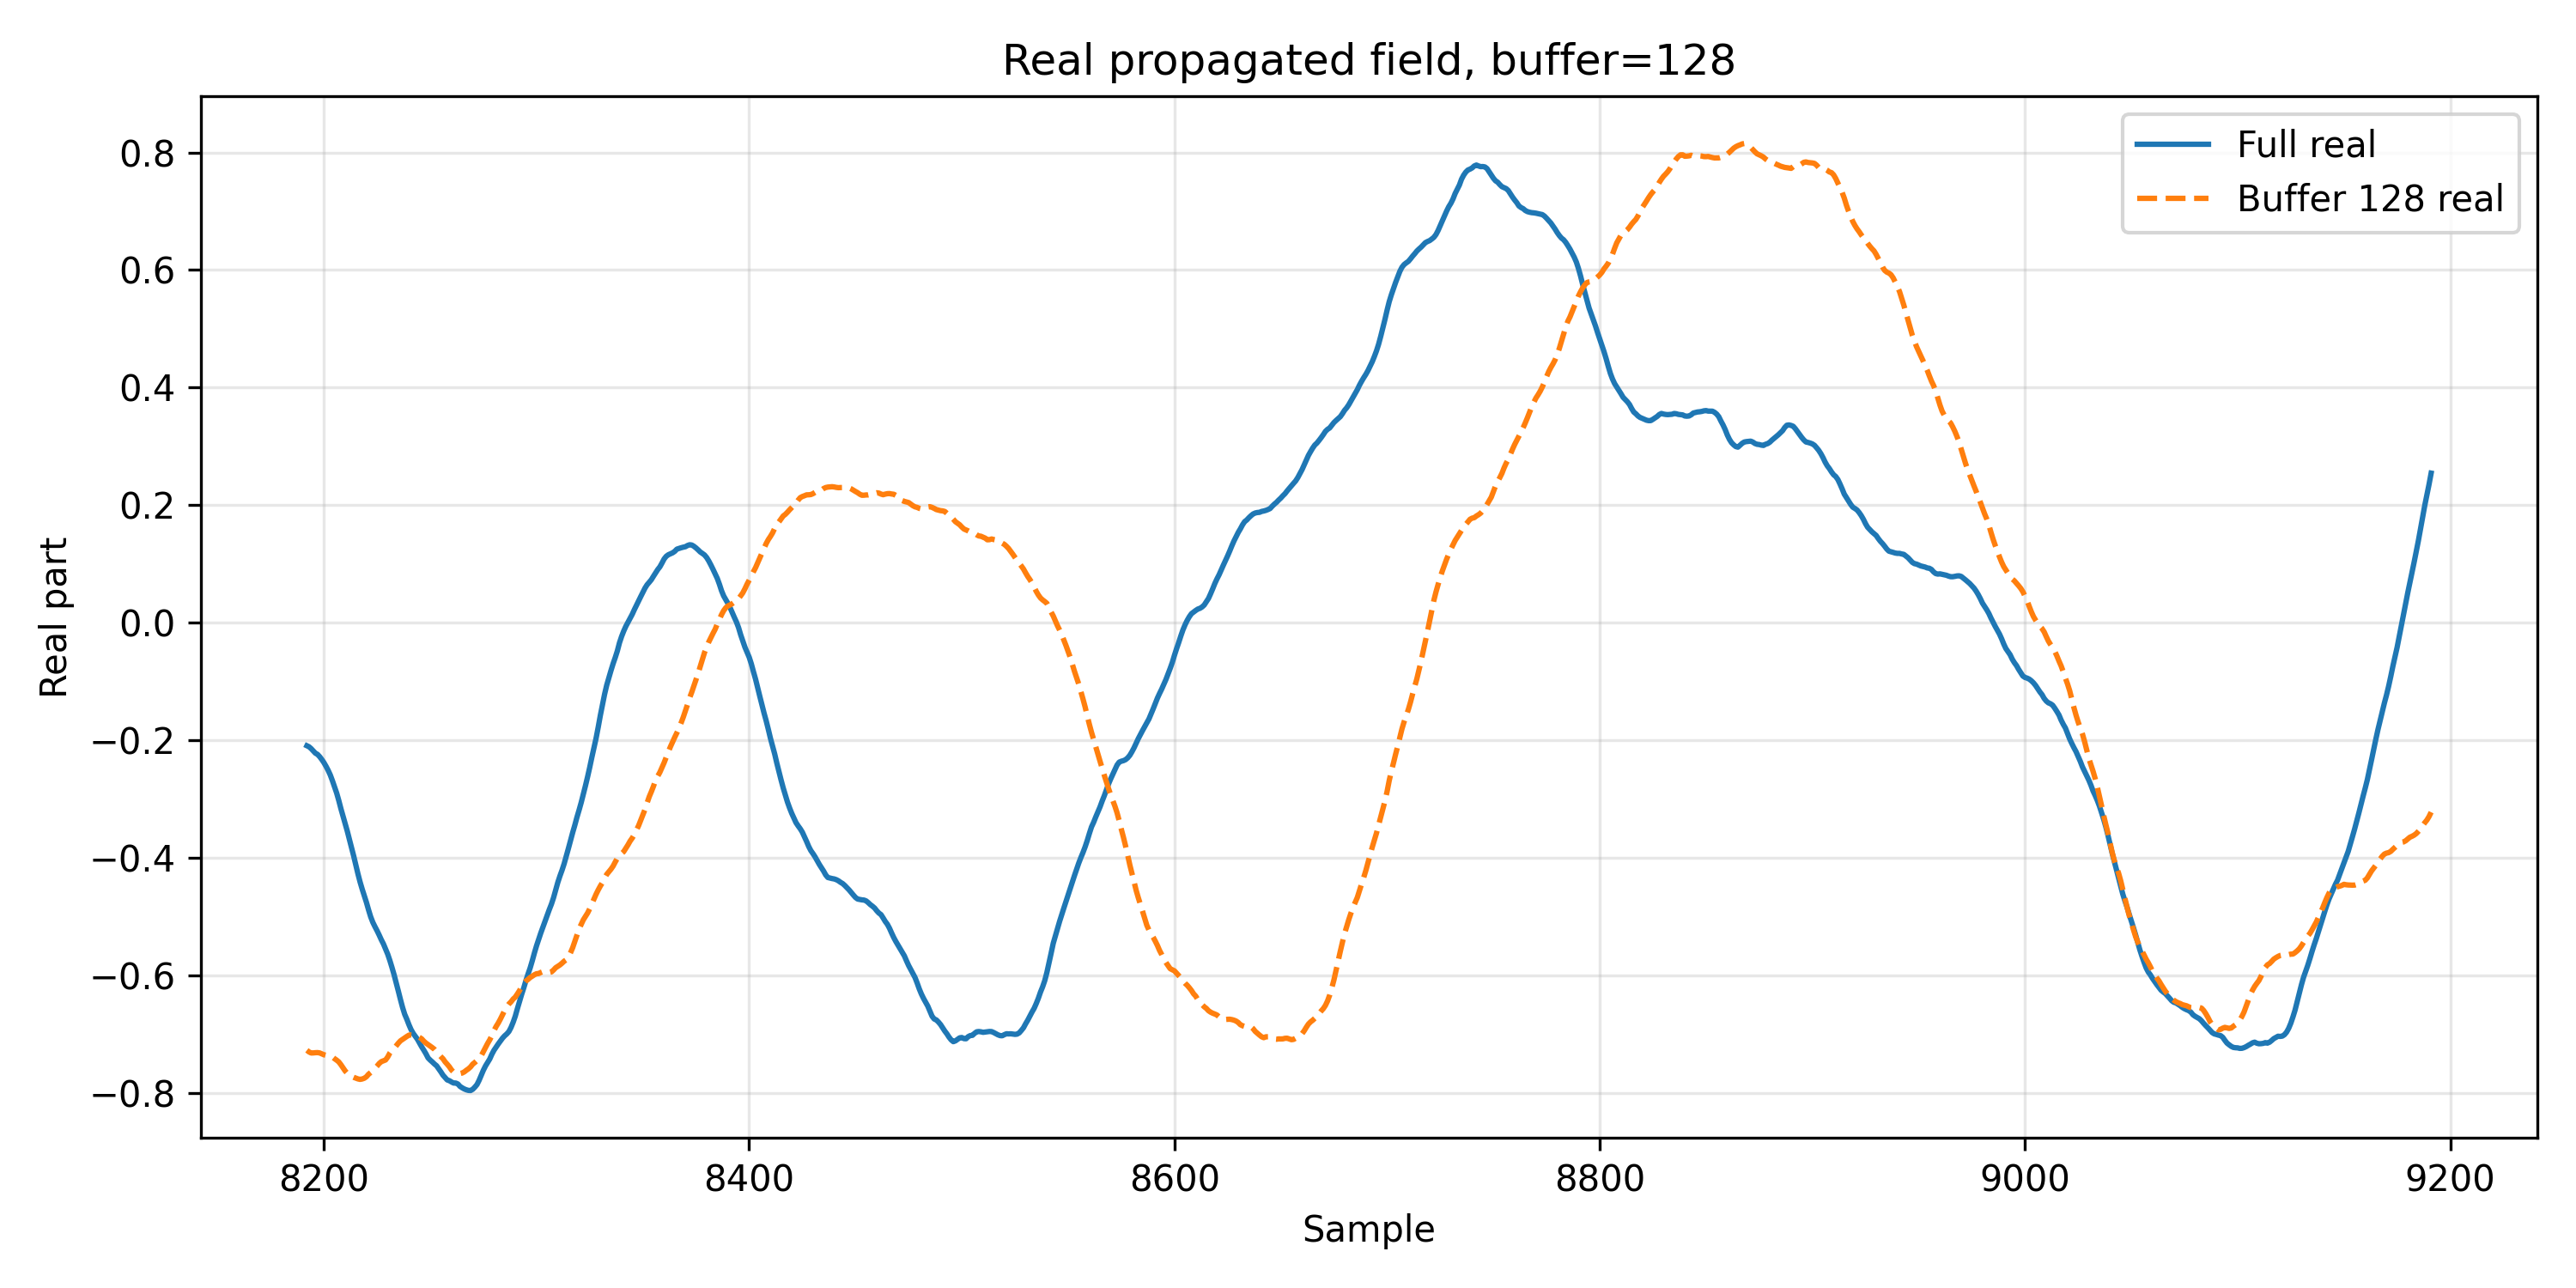 Real propagated field, buffer=128
Full real
Buffer 128 real
0.8
0.6
0.4
0.2
0.0
−0.2
−0.4
−0.6
−0.8
Real part
8200 8400 8600 8800 9000 9200
Sample